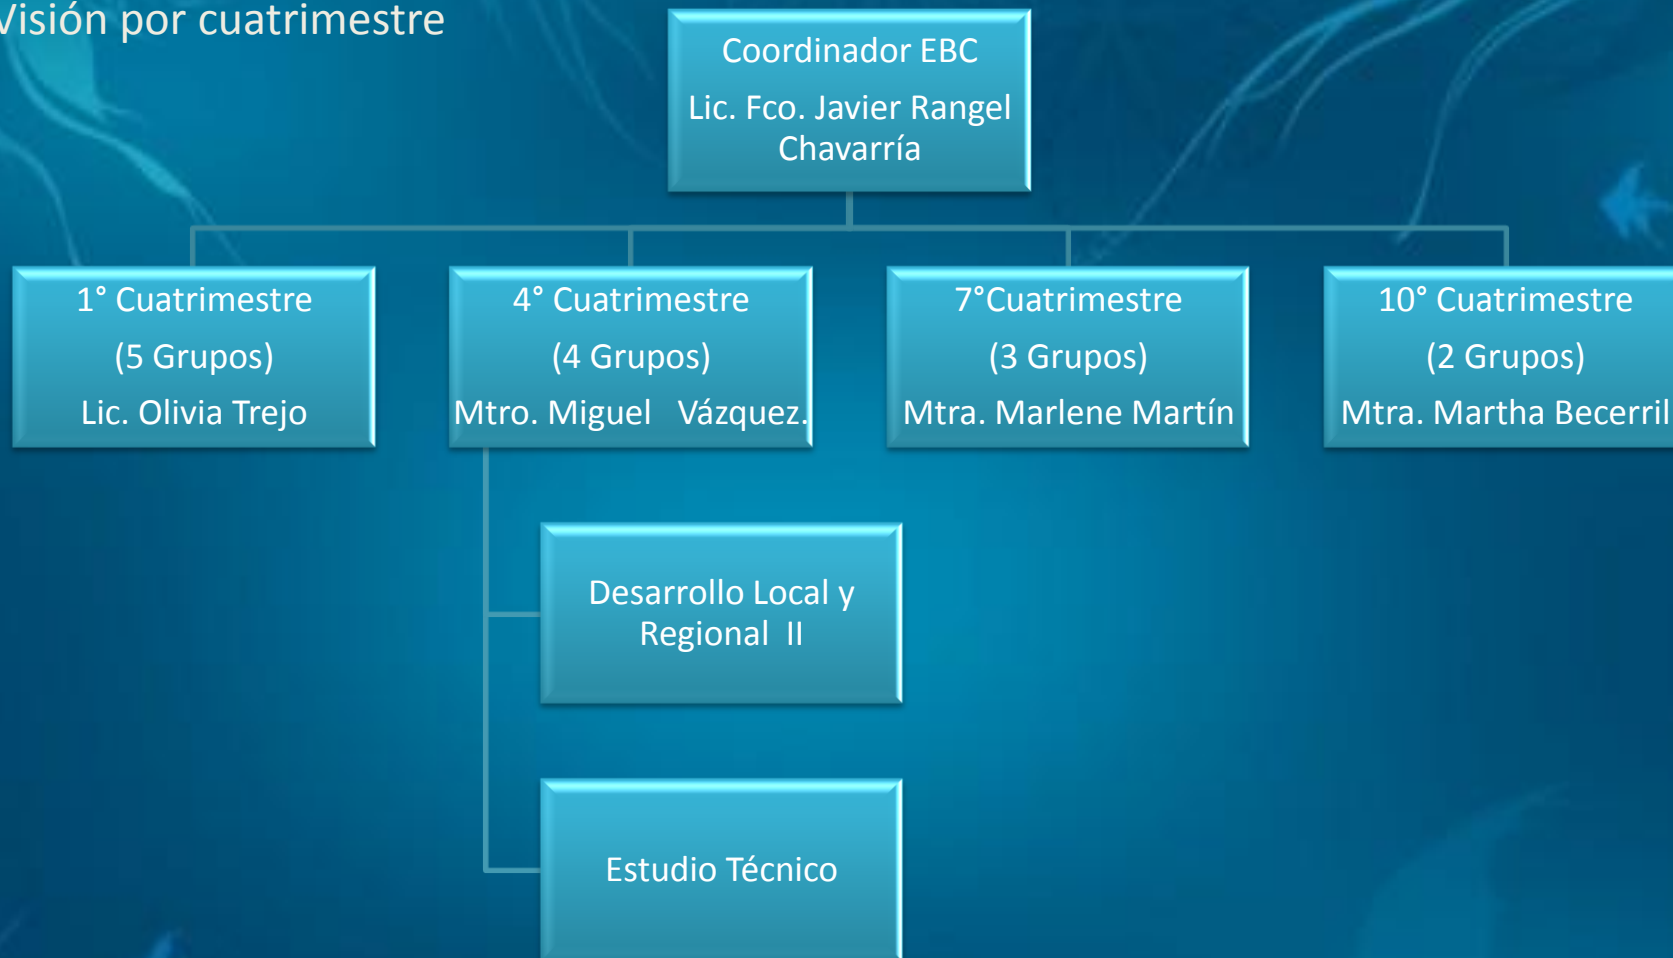 Visión por cuatrimestre
Coordinador EBC
Lic. Fco. Javier Rangel
Chavarría
1° Cuatrimestre
(5 Grupos)
Lic. Olivia Trejo
4° Cuatrimestre
(4 Grupos)
Mtro. Miguel   Vázquez.
7°Cuatrimestre
(3 Grupos)
Mtra. Marlene Martín
10° Cuatrimestre
(2 Grupos)
Mtra. Martha Becerril
Desarrollo Local y
Regional  II
Estudio Técnico